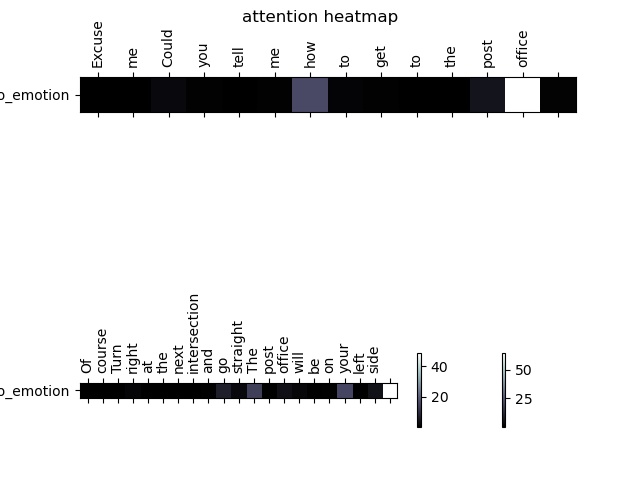 attention heatmap
Excuse me Could you tell me how to get to the post office
o_emotion
Of course Turn right at the next intersection and go straight The post office will be on your left side
o_emotion
40
20
50
25